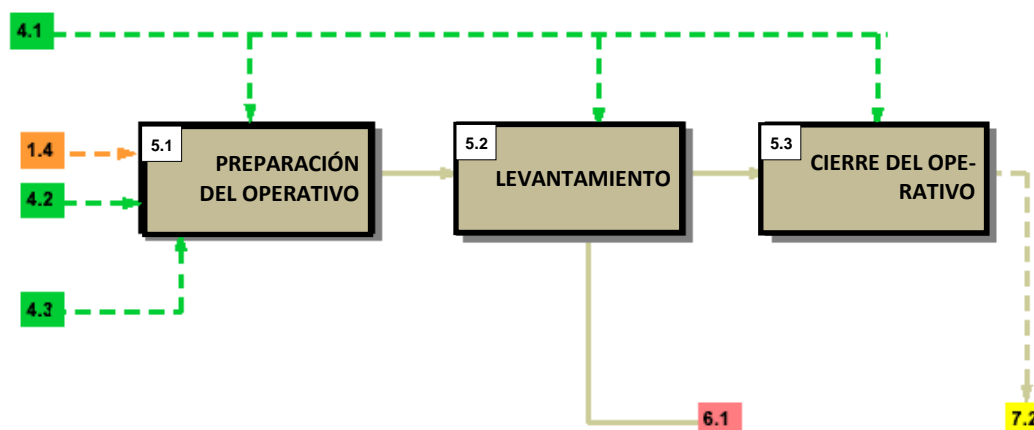 4.1
1.4
4.2
4.3
5.1
PREPARACIÓN
DEL OPERATIVO
5.2
LEVANTAMIENTO
5.3
CIERRE DEL OPE-
RATIVO
6.1
7.2